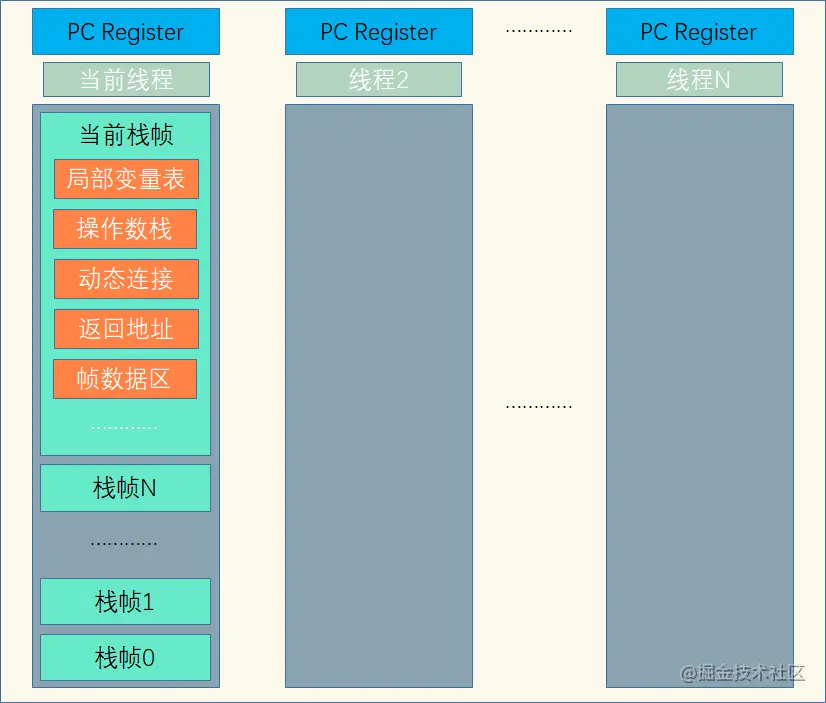 PC Register
PC Register
…………
PC Register
当前线程
线程2
线程N
当前栈帧
局部变量表
操作数栈
动态连接
返回地址
帧数据区
…………
…………
栈帧N
…………
栈帧1
栈帧0
@掘金技术社区